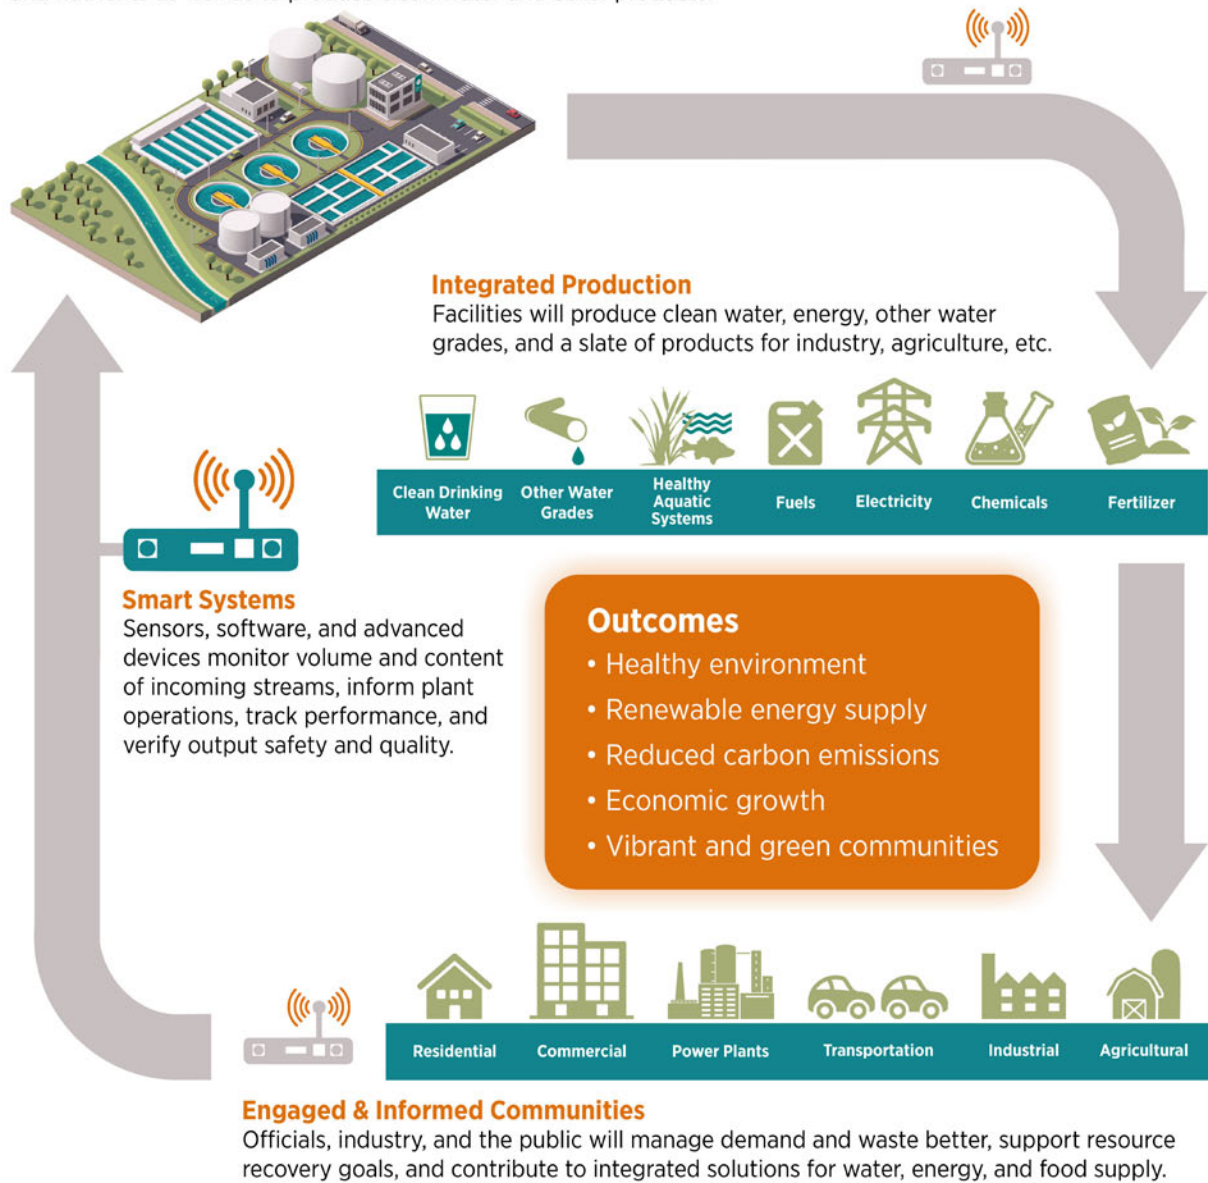 Integrated Production
Facilities will produce clean water, energy, other water
grades, and a slate of products for industry, agriculture, etc.
Clean Drinking
Water
Other Water
Grades
Healthy
Aquatic
Systems
Fuels
Electricity
Chemicals
Fertilizer
Smart Systems
Sensors, software, and advanced
devices monitor volume and content
of incoming streams, inform plant
operations, track performance, and
verify output safety and quality.
Outcomes
• Healthy environment
• Renewable energy supply
• Reduced carbon emissions
• Economic growth
• Vibrant and green communities
Residential
Commercial
Power Plants
Transportation
Industrial
Agricultural
Engaged & Informed Communities
Officials, industry, and the public will manage demand and waste better, support resource
recovery goals, and contribute to integrated solutions for water, energy, and food supply.